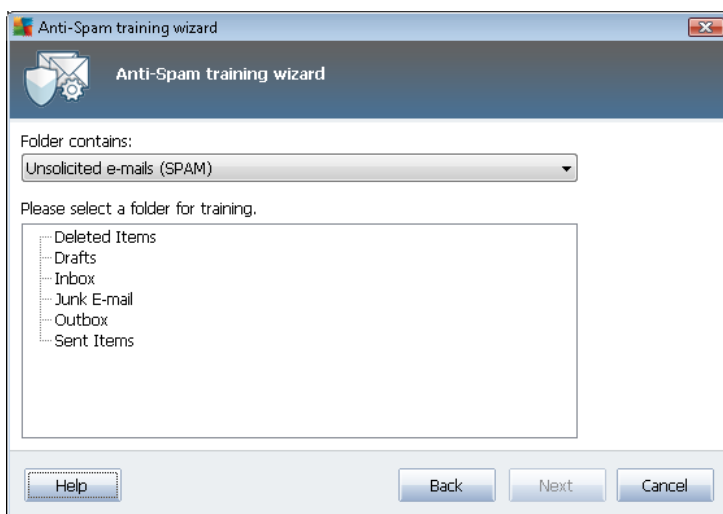 Anti-Spam training wizard
Anti-Spam training wizard
Folder contains:
Unsolicited e-mails (SPAM)
Please select a folder for training.
Deleted Items
Drafts
Inbox
Junk E-mail
Outbox
Sent Items
Help
Back
Next
Cancel